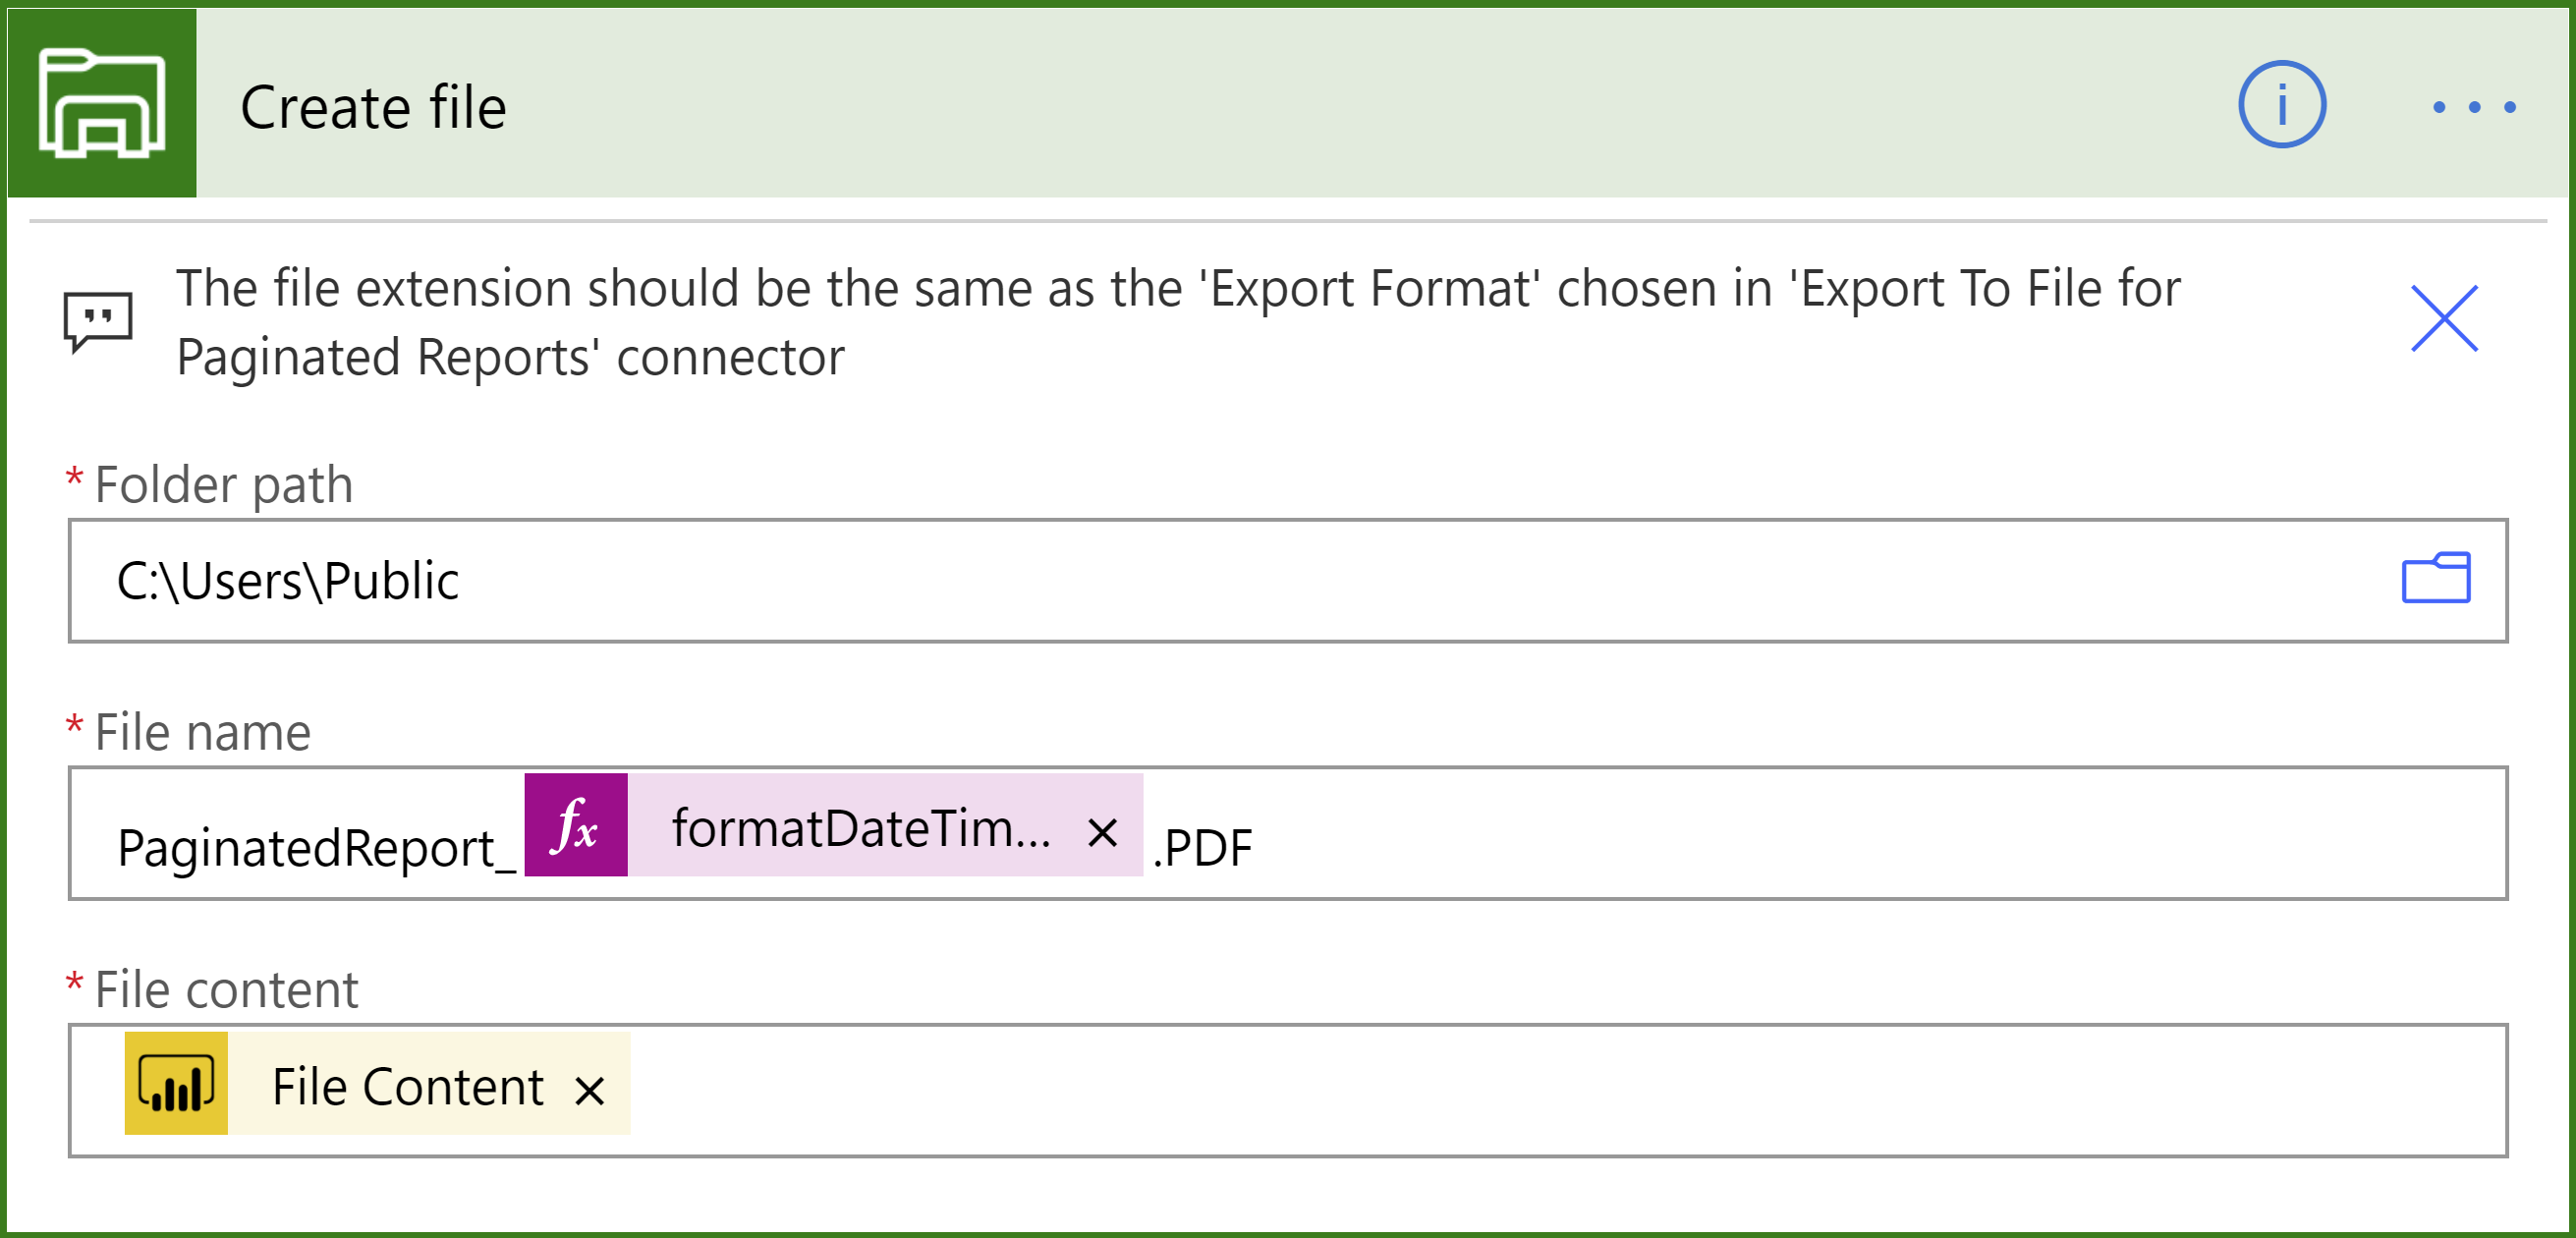 Create file
The file extension should be the same as the 'Export Format' chosen in 'Export To File for
Paginated Reports' connector
* Folder path
C:\Users\Public
* File name
PaginatedReport_ fx formatDateTim... × .PDF
* File content
File Content ×